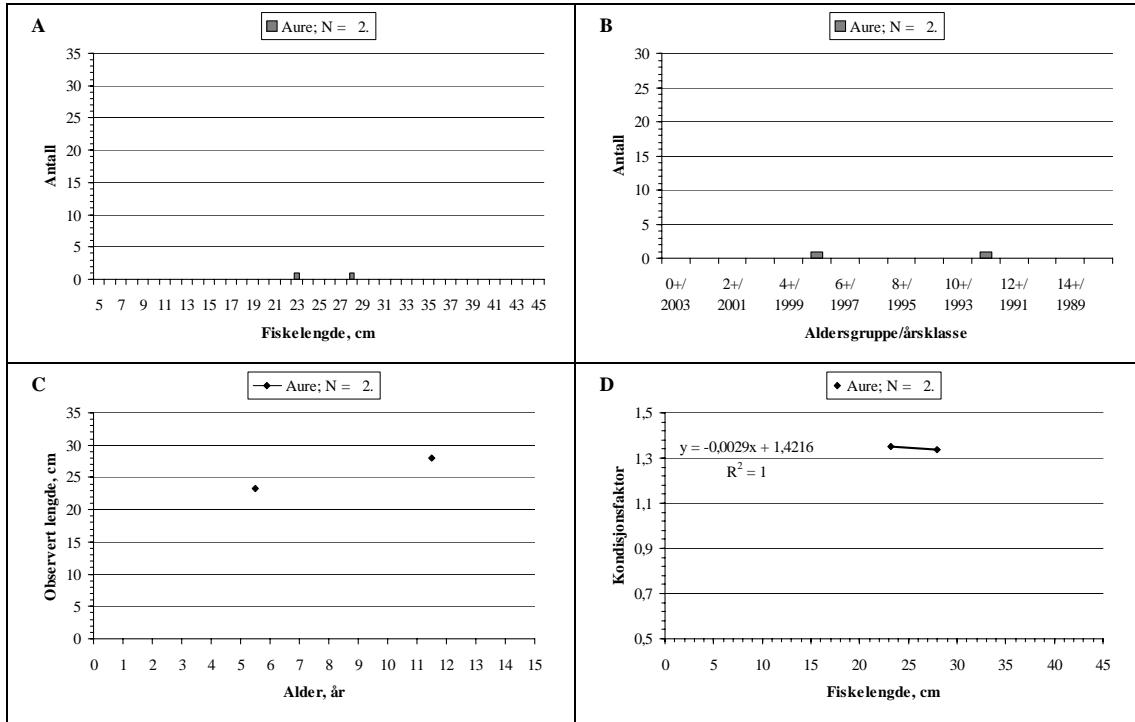 A
Aure; N = 2.
35
30
25
20
15
10
5
0
Antall
5 7 9 11 13 15 17 19 21 23 25 27 29 31 33 35 37 39 41 43 45
Fiskelengde, cm
B
Aure; N = 2.
30
25
20
15
10
5
0
Antall
0+/ 2+/ 4+/ 6+/ 8+/ 10+/ 12+/ 14+/
2003 2001 1999 1997 1995 1993 1991 1989
Aldersgruppe/årsklasse
C
Aure; N = 2.
35
30
25
20
15
10
5
0
Observert lengde, cm
0 1 2 3 4 5 6 7 8 9 10 11 12 13 14 15
Alder, år
D
Aure; N = 2.
1,5
1,3
1,1
0,9
0,7
0,5
Kondisjonsfaktor
y = -0,0029x + 1,4216
R² = 1
0 5 10 15 20 25 30 35 40 45
Fiskelengde, cm